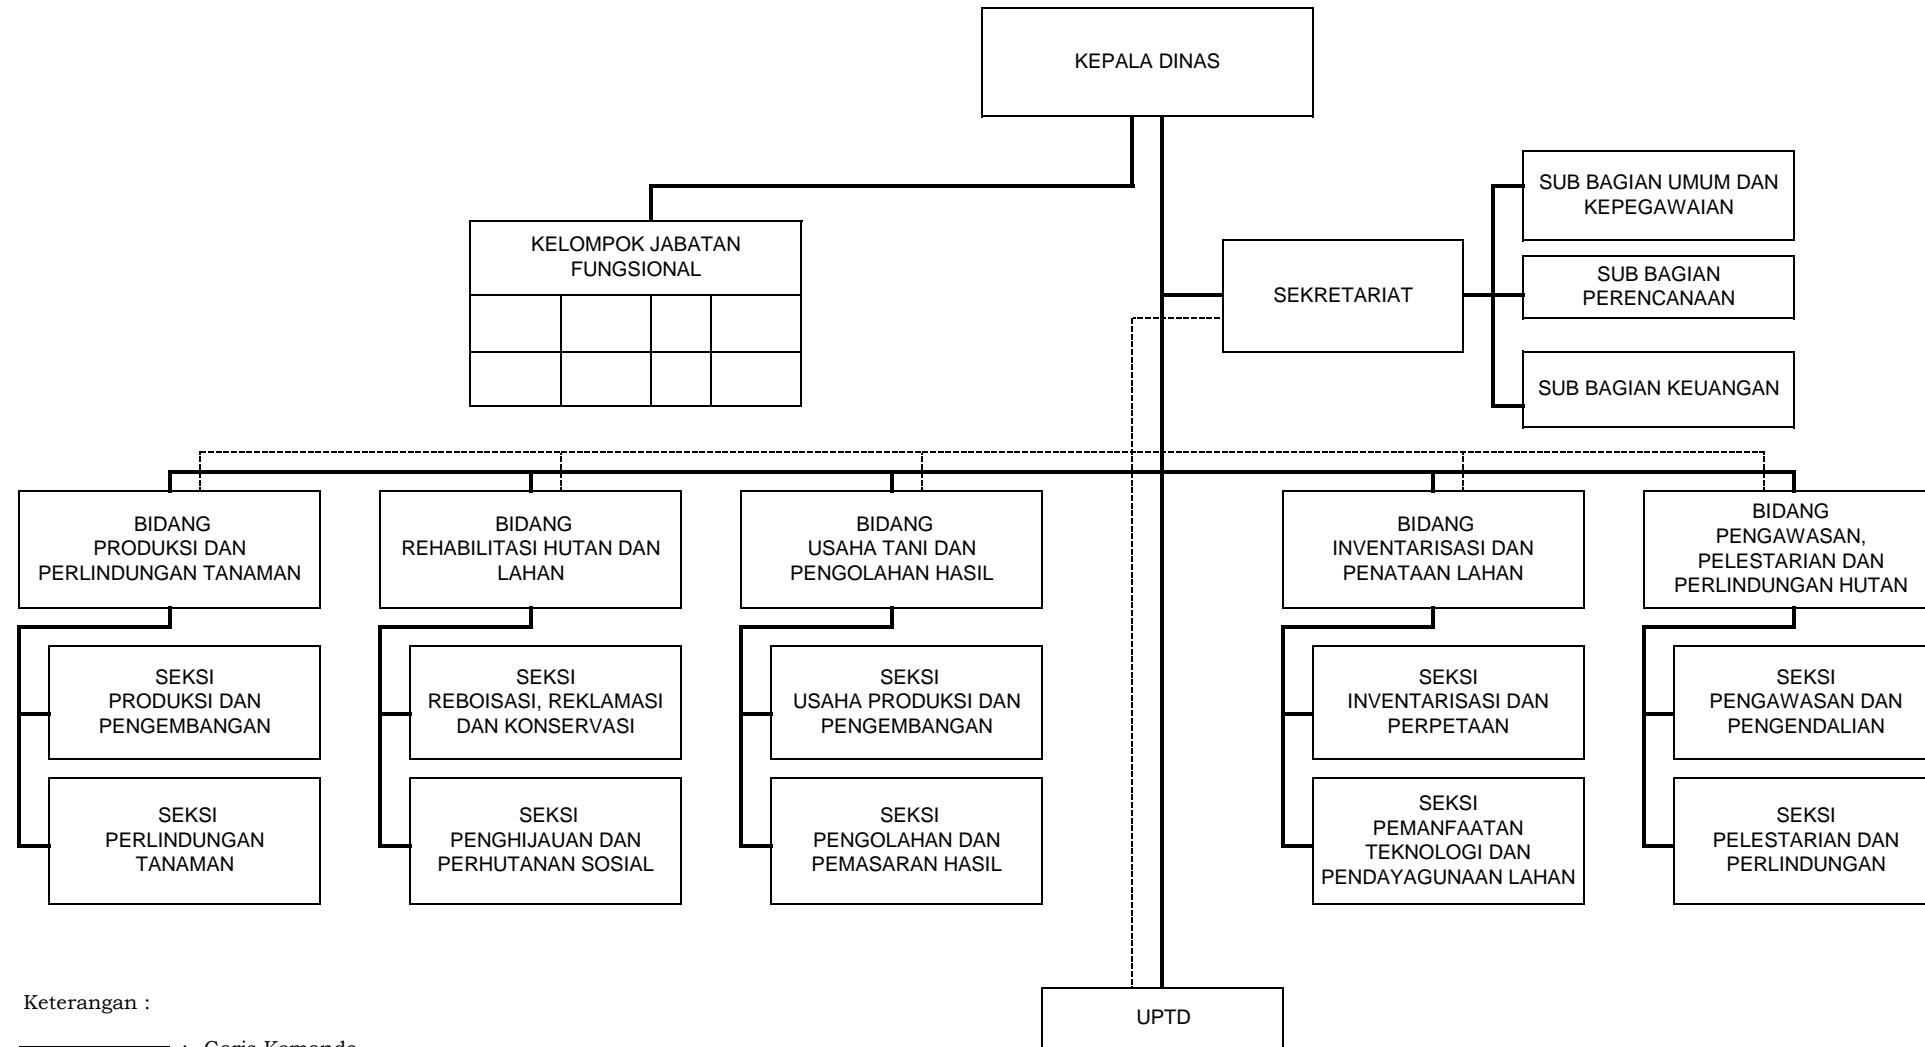 KEPALA DINAS
SUB BAGIAN UMUM DAN
KEPEGAWAIAN
KELOMPOK JABATAN
FUNGSIONAL
SEKRETARIAT
SUB BAGIAN
PERENCANAAN
SUB BAGIAN KEUANGAN
BIDANG
PRODUKSI DAN
PERLINDUNGAN TANAMAN
BIDANG
REHABILITASI HUTAN DAN
LAHAN
BIDANG
USAHA TANI DAN
PENGOLAHAN HASIL
BIDANG
INVENTARISASI DAN
PENATAAN LAHAN
BIDANG
PENGAWASAN,
PELESTARIAN DAN
PERLINDUNGAN HUTAN
SEKSI
PRODUKSI DAN
PENGEMBANGAN
SEKSI
REBOISASI, REKLAMASI
DAN KONSERVASI
SEKSI
USAHA PRODUKSI DAN
PENGEMBANGAN
SEKSI
INVENTARISASI DAN
PERPETAAN
SEKSI
PENGAWASAN DAN
PENGENDALIAN
SEKSI
PERLINDUNGAN
TANAMAN
SEKSI
PENGHIJAUAN DAN
PERHUTANAN SOSIAL
SEKSI
PENGOLAHAN DAN
PEMASARAN HASIL
SEKSI
PEMANFAATAN
TEKNOLOGI DAN
PENDAYAGUNAAN LAHAN
SEKSI
PELESTARIAN DAN
PERLINDUNGAN
Keterangan :
UPTD
: Garis Komando